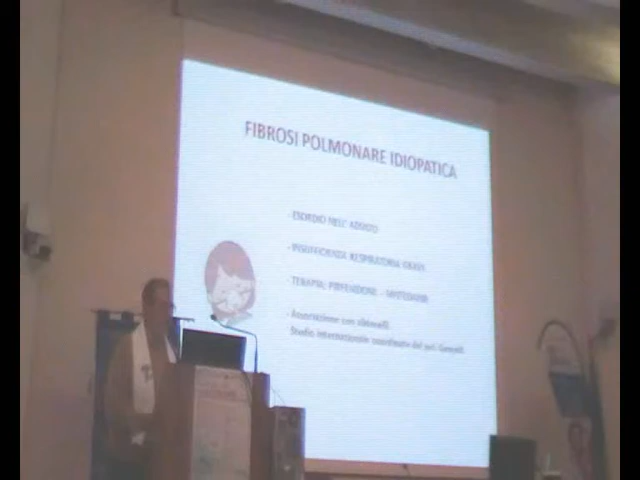 FIBROSI POLMONARE IDIOPATICA
- ESORDIO NELL' ADULTO
- INSUFFICIENZA RESPIRATORIA GRAVE
- TERAPIA: PIRFENIDONE - NINTEDANIB
- Associazione con
Studio internazionale coordinato dal prof.